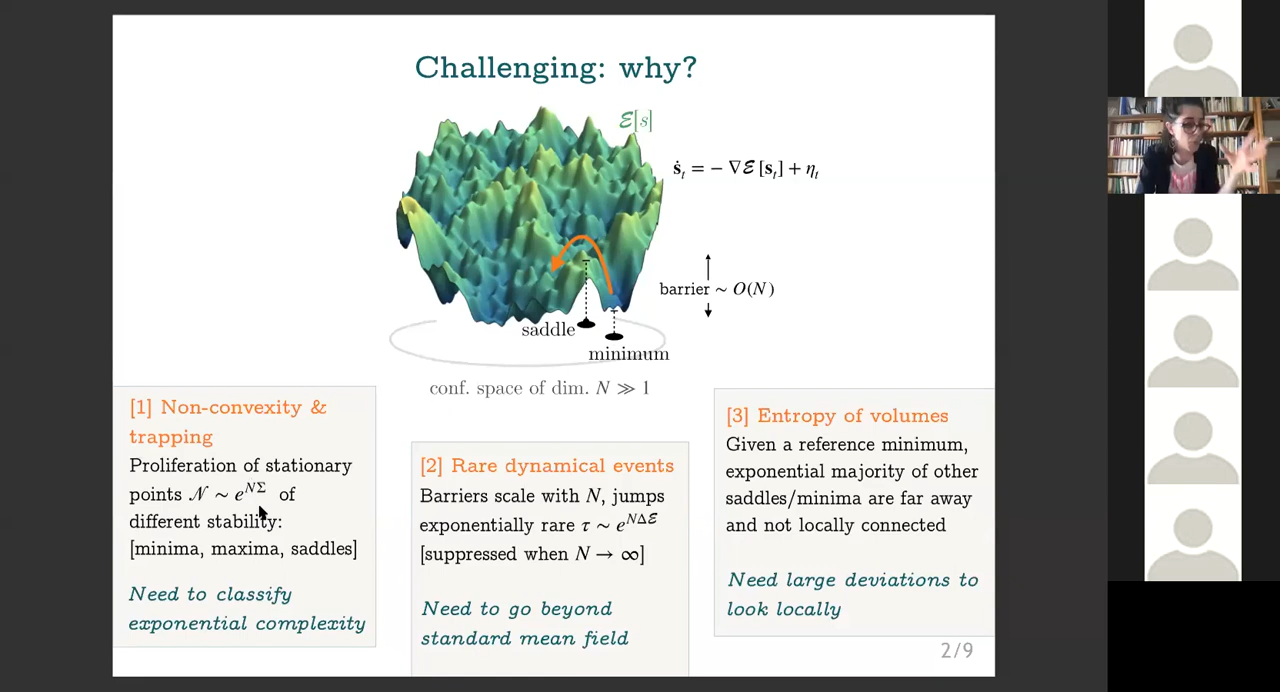 Challenging: why?
ℰ[s]
ṡ_t = − ∇ℰ [s_t] + η_t
barrier ~ O(N)
saddle
minimum
conf. space of dim. N ≫ 1
[1] Non-convexity &
trapping
Proliferation of stationary
points 𝒩 ~ e^{NΣ} of
different stability:
[minima, maxima, saddles]
Need to classify
exponential complexity
[2] Rare dynamical events
Barriers scale with N, jumps
exponentially rare τ ~ e^{NΔℰ}
[suppressed when N → ∞]
Need to go beyond
standard mean field
[3] Entropy of volumes
Given a reference minimum,
exponential majority of other
saddles/minima are far away
and not locally connected
Need large deviations to
look locally
2/9